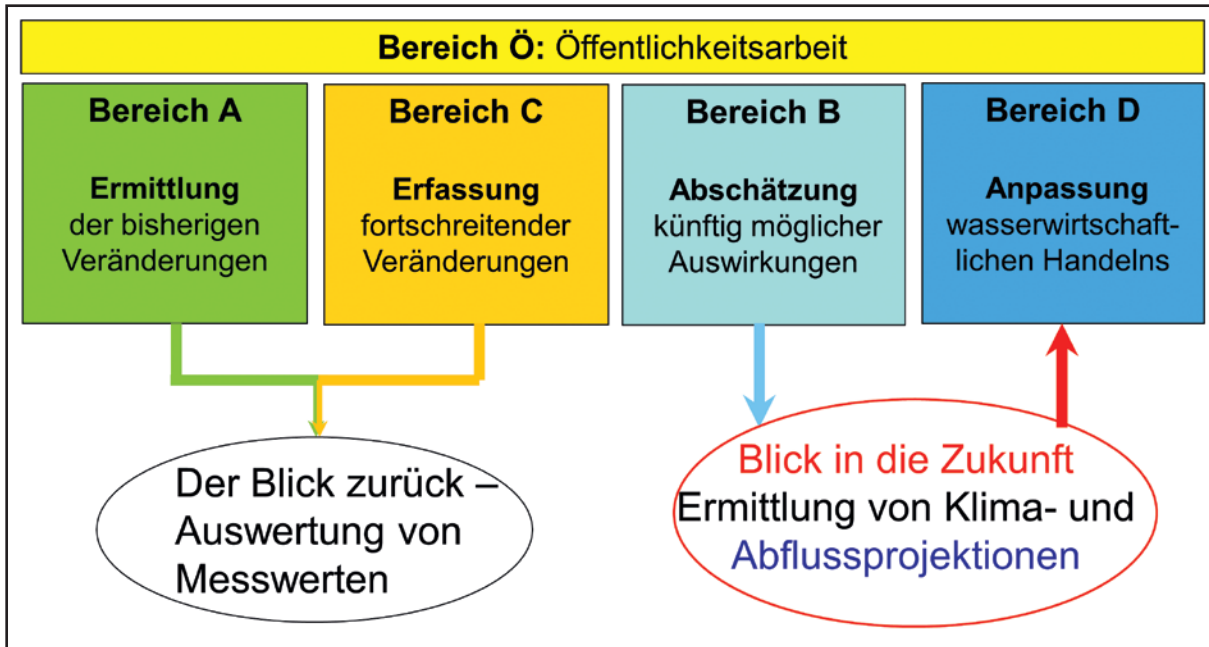 Bereich Ö: Öffentlichkeitsarbeit
Bereich A
Ermittlung
der bisherigen
Veränderungen
Bereich C
Erfassung
fortschreitender
Veränderungen
Bereich B
Abschätzung
künftig möglicher
Auswirkungen
Bereich D
Anpassung
wasserwirtschaft-
lichen Handelns
Der Blick zurück –
Auswertung von
Messwerten
Blick in die Zukunft
Ermittlung von Klima- und
Abflussprojektionen